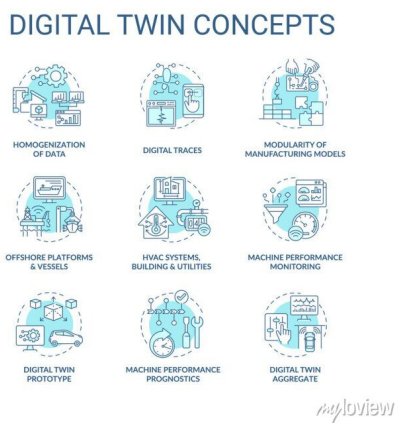 DIGITAL TWIN CONCEPTS
HOMOGENIZATION
OF DATA
DIGITAL TRACES
MODULARITY OF
MANUFACTURING MODELS
OFFSHORE PLATFORMS
& VESSELS
HVAC SYSTEMS,
BUILDING & UTILITIES
MACHINE PERFORMANCE
MONITORING
DIGITAL TWIN
PROTOTYPE
MACHINE PERFORMANCE
PROGNOSTICS
DIGITAL TWIN
AGGREGATE
myloview